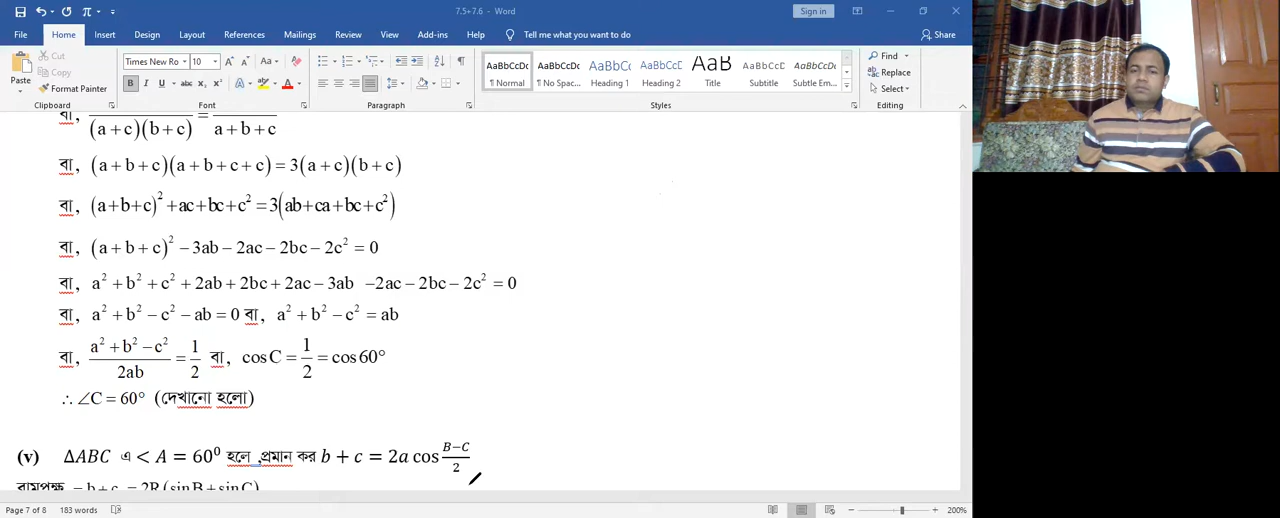 7.5+7.6 - Word
Sign in
File Home Insert Design Layout References Mailings Review View Add-ins Help Tell me what you want to do Share
Paste Cut Copy Format Painter
Times New Ro 10
AaBbCcDc AaBbCcDc AaBbCc AaBbCcD AaB AaBbCcD AaBbCcDc
¶ Normal ¶ No Spac... Heading 1 Heading 2 Title Subtitle Subtle Em...
Find Replace Select
Clipboard Font Paragraph Styles Editing
বা, (a+c)(b+c) = a+b+c
বা, (a+b+c)(a+b+c+c) = 3(a+c)(b+c)
বা, (a+b+c)² +ac+bc+c² =3(ab+ca+bc+c²)
বা, (a+b+c)² −3ab−2ac−2bc−2c² = 0
বা, a² + b² + c² + 2ab + 2bc + 2ac − 3ab −2ac − 2bc − 2c² = 0
বা, a² + b² − c² − ab = 0 বা, a² + b² − c² = ab
বা, (a² + b² − c²)/2ab = 1/2 বা, cosC = 1/2 = cos60°
∴ ∠C = 60° (দেখানো হলো)
(v) ΔABC এ < A = 60⁰ হলে ,প্রমান কর b + c = 2a cos (B−C)/2
বামপক্ষ = b+c = 2R(sinB+sinC)
Page 7 of 8 183 words 200%